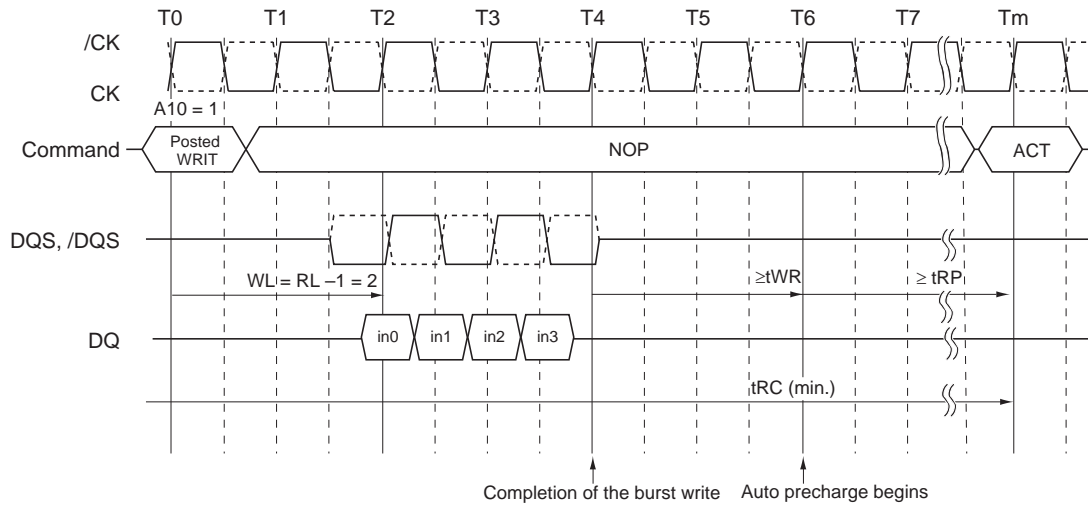 T0 T1 T2 T3 T4 T5 T6 T7 Tm
/CK
CK
A10 = 1
Command
Posted
WRIT
NOP
ACT
DQS, /DQS
WL = RL –1 = 2
≥tWR
≥ tRP
DQ
in0 in1 in2 in3
tRC (min.)
Completion of the burst write
Auto precharge begins